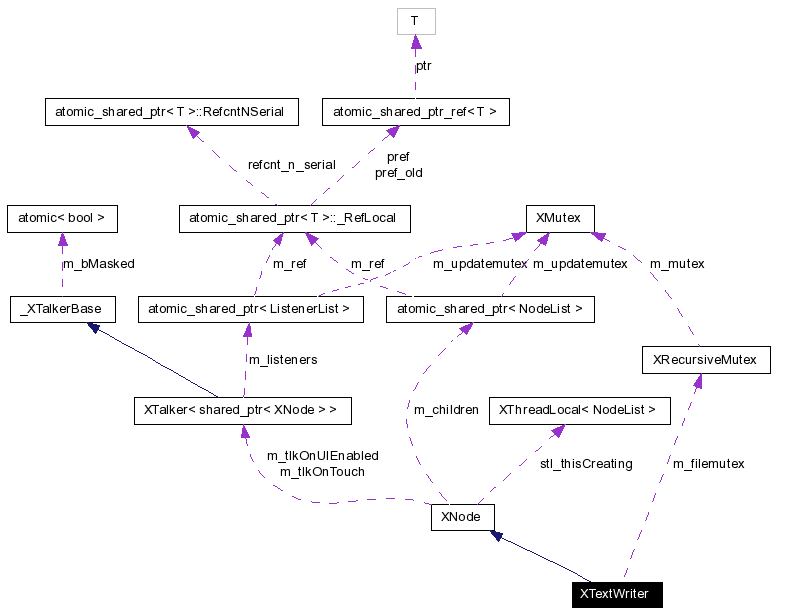 T
ptr
atomic_shared_ptr< T >::RefcntNSerial
atomic_shared_ptr_ref< T >
refcnt_n_serial
pref
pref_old
atomic< bool >
atomic_shared_ptr< T >::_RefLocal
XMutex
m_bMasked
m_ref
m_ref
m_updatemutex
m_updatemutex
m_mutex
_XTalkerBase
atomic_shared_ptr< ListenerList >
atomic_shared_ptr< NodeList >
m_listeners
XRecursiveMutex
XTalker< shared_ptr< XNode > >
m_children
XThreadLocal< NodeList >
m_tlkOnUIEnabled
m_tlkOnTouch
stl_thisCreating
m_filemutex
XNode
XTextWriter